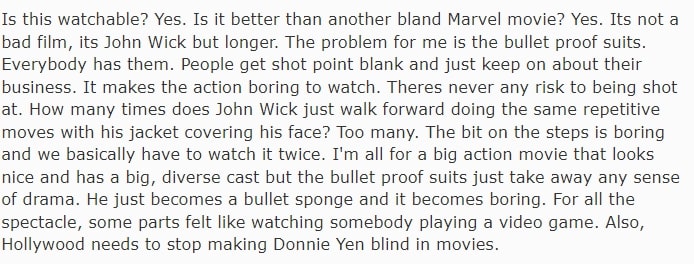 Is this watchable? Yes. Is it better than another bland Marvel movie? Yes. Its not a
bad film, its John Wick but longer. The problem for me is the bullet proof suits.
Everybody has them. People get shot point blank and just keep on about their
business. It makes the action boring to watch. Theres never any risk to being shot
at. How many times does John Wick just walk forward doing the same repetitive
moves with his jacket covering his face? Too many. The bit on the steps is boring
and we basically have to watch it twice. I'm all for a big action movie that looks
nice and has a big, diverse cast but the bullet proof suits just take away any sense
of drama. He just becomes a bullet sponge and it becomes boring. For all the
spectacle, some parts felt like watching somebody playing a video game. Also,
Hollywood needs to stop making Donnie Yen blind in movies.